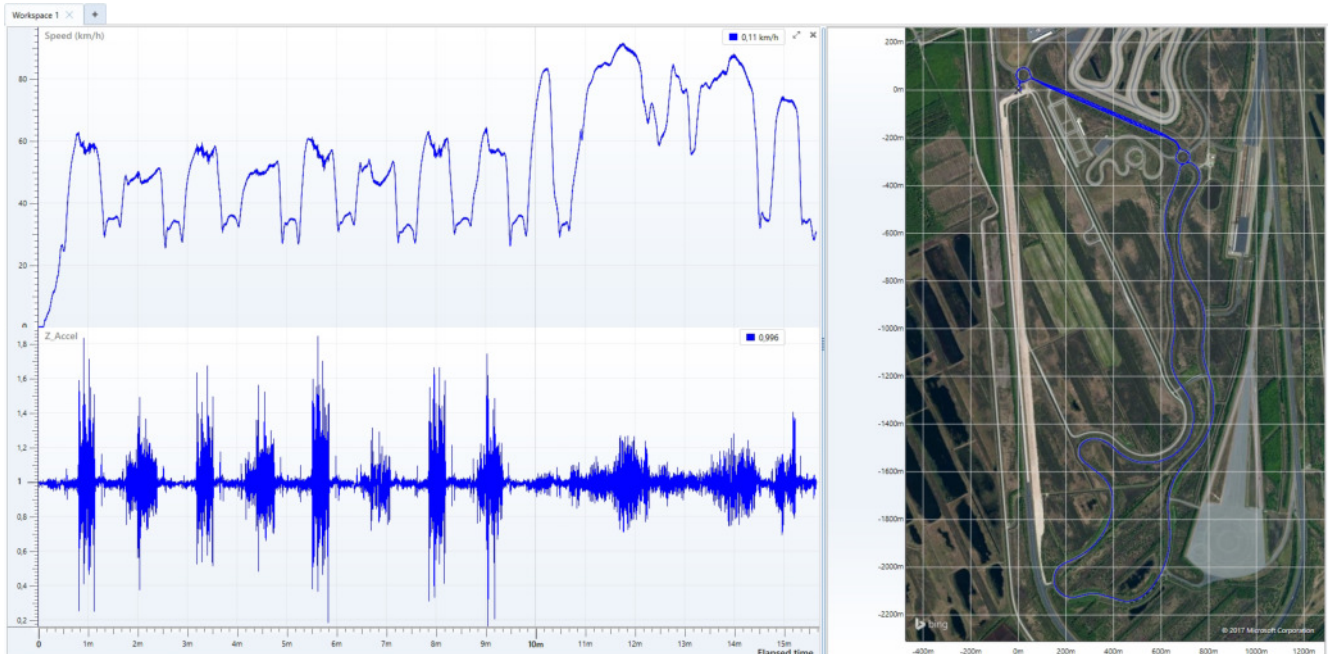 Workspace 1
+
Speed (km/h)
0,11 km/h
80
60
40
20
0
Z_Accel
0,996
1,8
1,6
1,4
1,2
1
0,8
0,6
0,4
0,2
0 1m 2m 3m 4m 5m 6m 7m 8m 9m 10m 11m 12m 13m 14m 15m
Elapsed time
200m
0m
-200m
-400m
-600m
-800m
-1000m
-1200m
-1400m
-1600m
-1800m
-2000m
-2200m
bing
© 2017 Microsoft Corporation
-400m -200m 0m 200m 400m 600m 800m 1000m 1200m